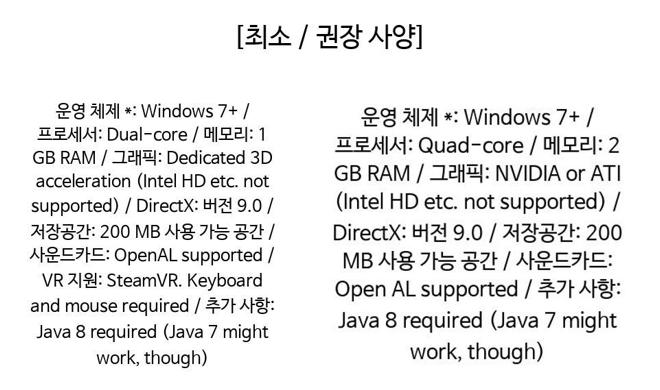 [최소 / 권장 사양]
운영 체제 *: Windows 7+ /
프로세서: Dual-core / 메모리: 1
GB RAM / 그래픽: Dedicated 3D
acceleration (Intel HD etc. not
supported) / DirectX: 버전 9.0 /
저장공간: 200 MB 사용 가능 공간 /
사운드카드: OpenAL supported /
VR 지원: SteamVR. Keyboard
and mouse required / 추가 사항:
Java 8 required (Java 7 might
work, though)
운영 체제 *: Windows 7+ /
프로세서: Quad-core / 메모리: 2
GB RAM / 그래픽: NVIDIA or ATI
(Intel HD etc. not supported) /
DirectX: 버전 9.0 / 저장공간: 200
MB 사용 가능 공간 / 사운드카드:
Open AL supported / 추가 사항:
Java 8 required (Java 7 might
work, though)